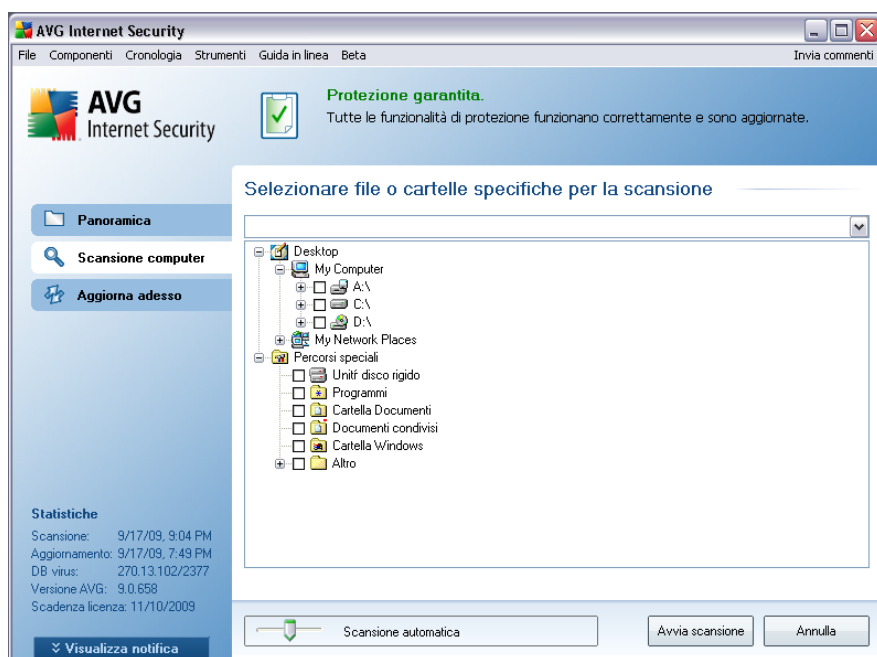 AVG Internet Security
File Componenti Cronologia Strumenti Guida in linea Beta Invia commenti
AVG
Internet Security
Protezione garantita.
Tutte le funzionalità di protezione funzionano correttamente e sono aggiornate.
Selezionare file o cartelle specifiche per la scansione
Panoramica
Scansione computer
Aggiorna adesso
Desktop
My Computer
A:\
C:\
D:\
My Network Places
Percorsi speciali
Unitf disco rigido
Programmi
Cartella Documenti
Documenti condivisi
Cartella Windows
Altro
Statistiche
Scansione: 9/17/09, 9:04 PM
Aggiornamento: 9/17/09, 7:49 PM
DB virus: 270.13.102/2377
Versione AVG: 9.0.658
Scadenza licenza: 11/10/2009
Visualizza notifica
Scansione automatica
Avvia scansione
Annulla